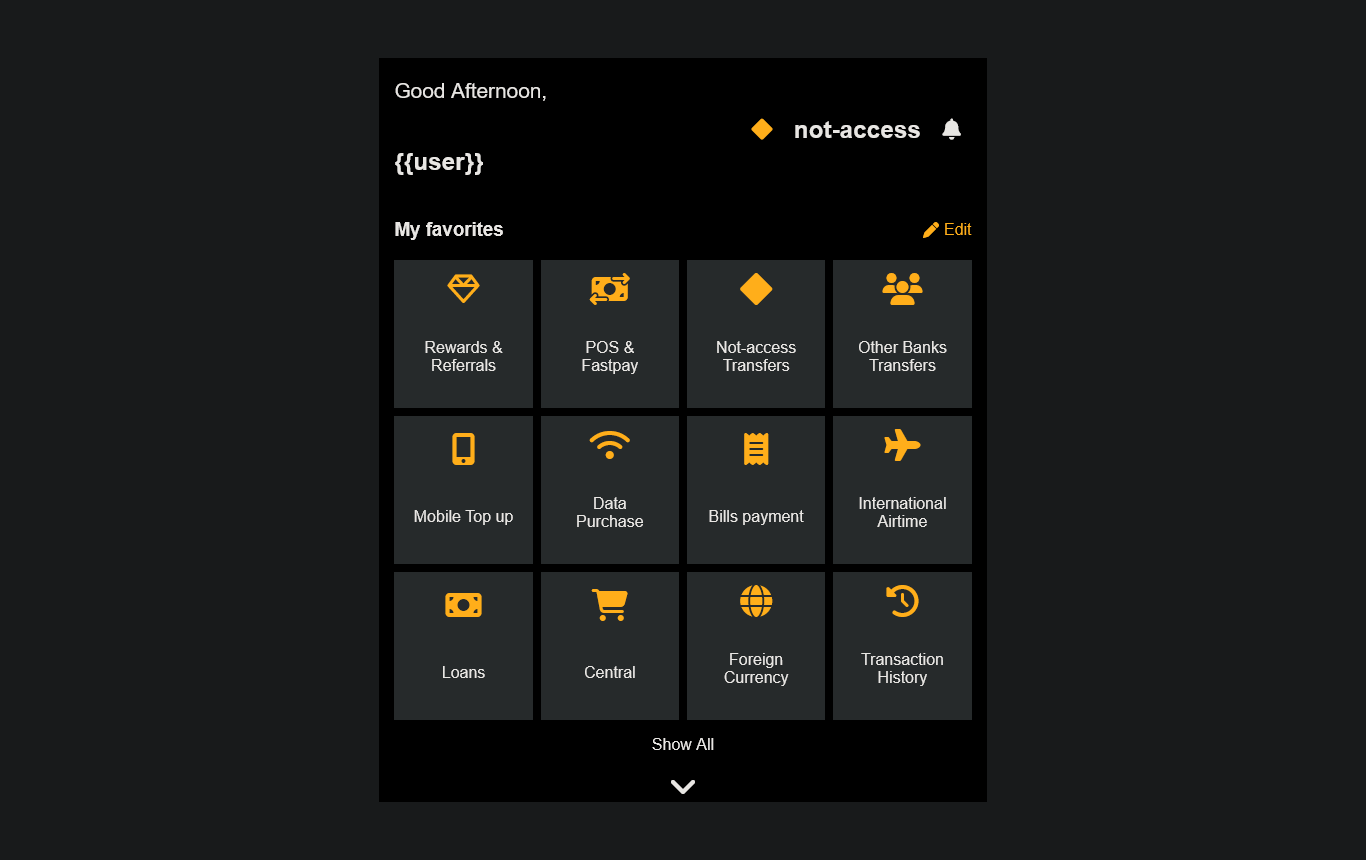 Good Afternoon,
not-access
{{user}}
My favorites
Edit
Rewards &
Referrals
POS &
Fastpay
Not-access
Transfers
Other Banks
Transfers
Mobile Top up
Data
Purchase
Bills payment
International
Airtime
Loans
Central
Foreign
Currency
Transaction
History
Show All